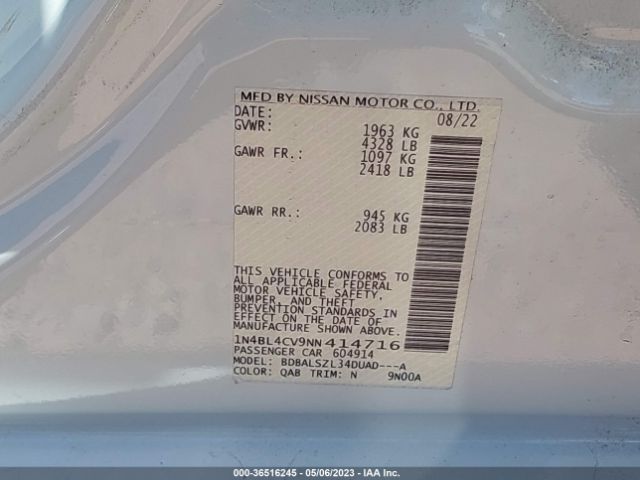 MFD BY NISSAN MOTOR CO., LTD.
DATE: 08/22
GVWR: 1963 KG
4328 LB
GAWR FR.: 1097 KG
2418 LB
GAWR RR.: 945 KG
2083 LB
THIS VEHICLE CONFORMS TO
ALL APPLICABLE FEDERAL
MOTOR VEHICLE SAFETY,
BUMPER, AND THEFT
PREVENTION STANDARDS IN
EFFECT ON THE DATE OF
MANUFACTURE SHOWN ABOVE.
1N4BL4CV9NN414716
PASSENGER CAR 604914
MODEL: BDBALSZL34DUAD---A
COLOR: QAB TRIM: N 9N00A
000-36516245 - 05/06/2023 - IAA Inc.